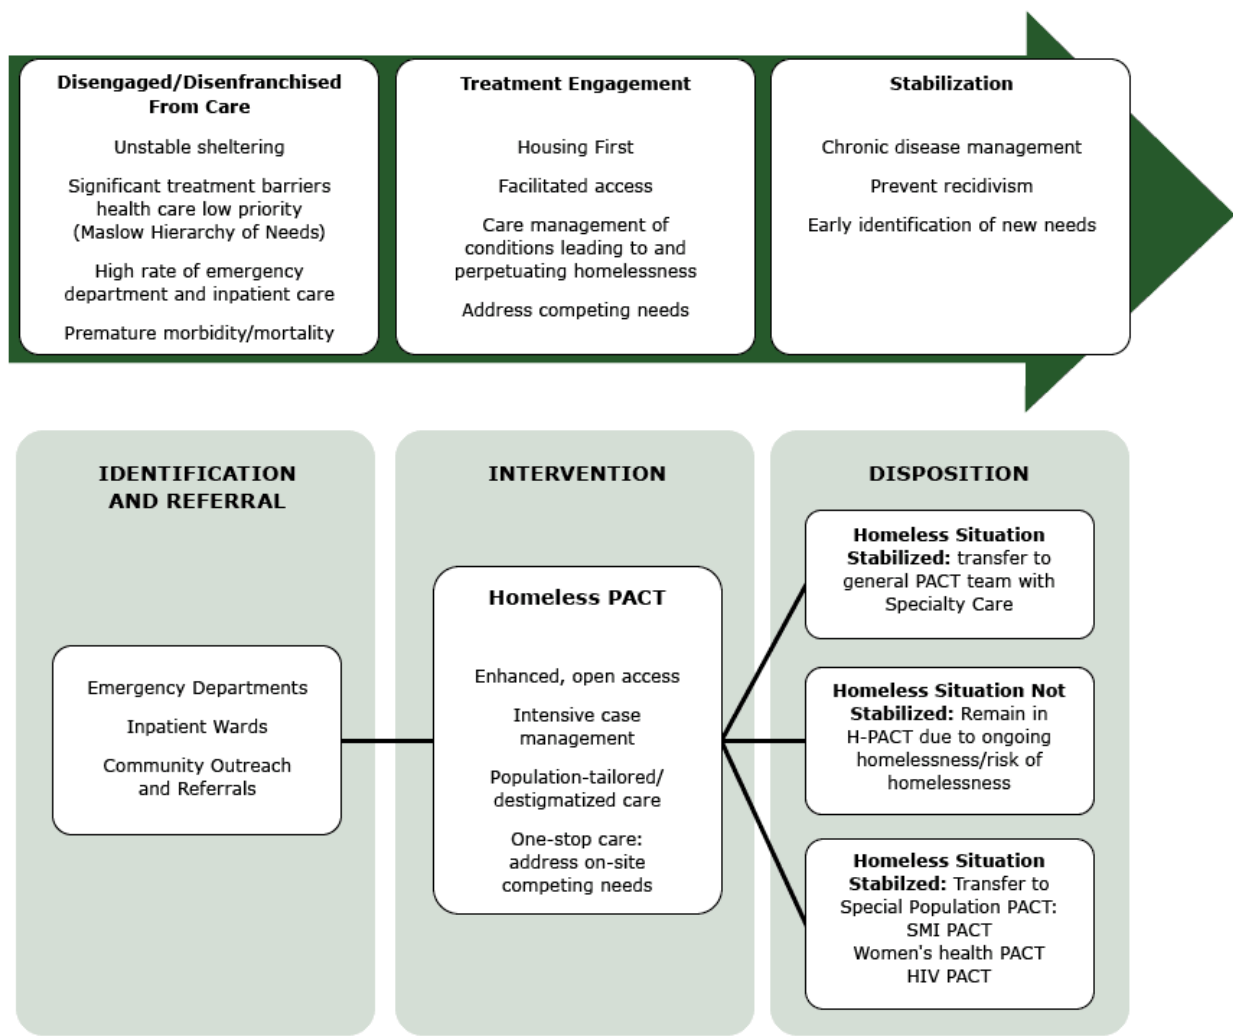 Disengaged/Disenfranchised
From Care
Unstable sheltering
Significant treatment barriers
health care low priority
(Maslow Hierarchy of Needs)
High rate of emergency
department and inpatient care
Premature morbidity/mortality
Treatment Engagement
Housing First
Facilitated access
Care management of
conditions leading to and
perpetuating homelessness
Address competing needs
Stabilization
Chronic disease management
Prevent recidivism
Early identification of new needs
IDENTIFICATION
AND REFERRAL
Emergency Departments
Inpatient Wards
Community Outreach
and Referrals
INTERVENTION
Homeless PACT
Enhanced, open access
Intensive case
management
Population-tailored/
destigmatized care
One-stop care:
address on-site
competing needs
DISPOSITION
Homeless Situation
Stabilized: transfer to
general PACT team with
Specialty Care
Homeless Situation Not
Stabilized: Remain in
H-PACT due to ongoing
homelessness/risk of
homelessness
Homeless Situation
Stabilzed: Transfer to
Special Population PACT:
SMI PACT
Women's health PACT
HIV PACT